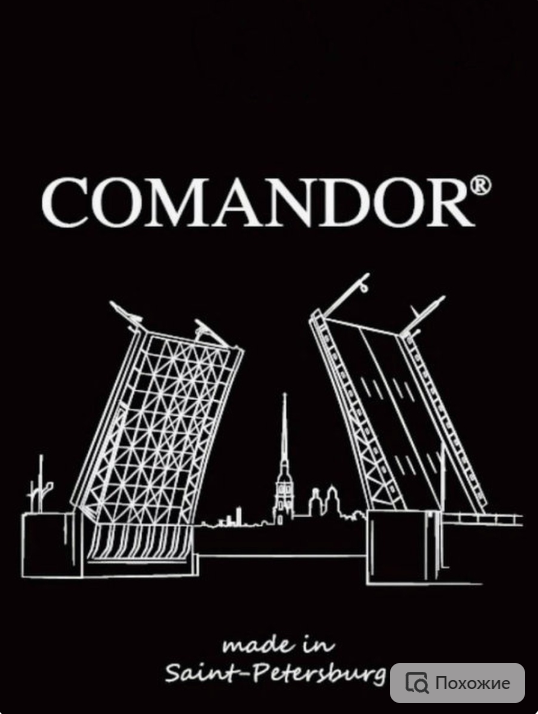 COMANDOR®
made in
Saint-Petersburg
Похожие